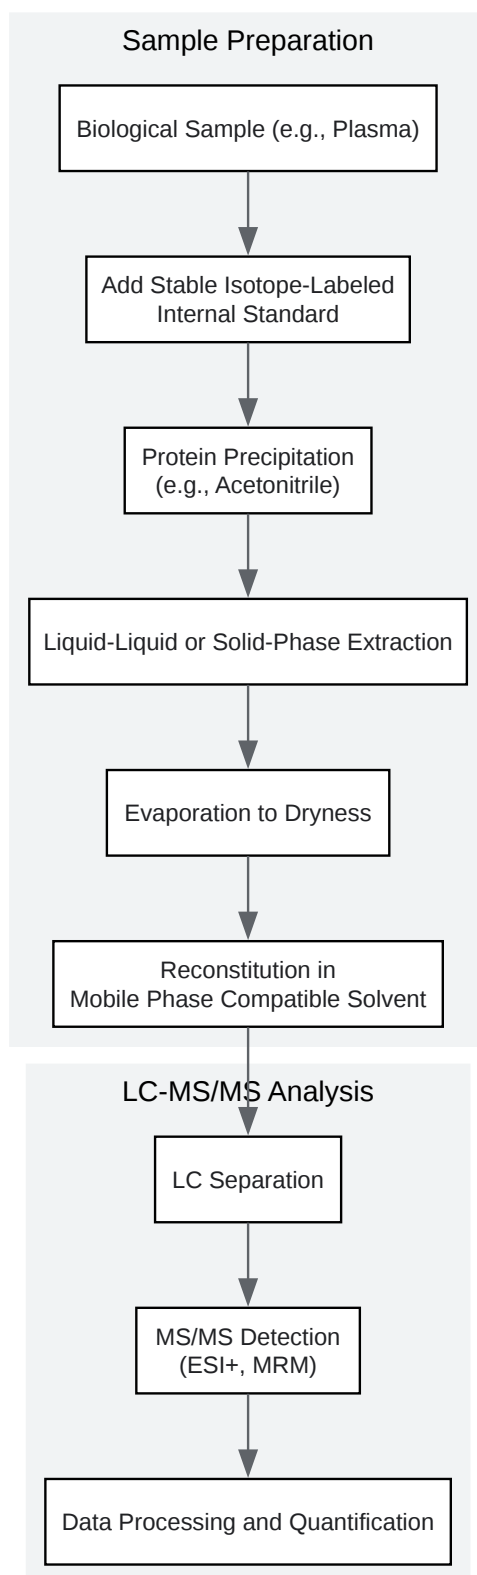 Sample Preparation
Biological Sample (e.g., Plasma)
Add Stable Isotope-Labeled
Internal Standard
Protein Precipitation
(e.g., Acetonitrile)
Liquid-Liquid or Solid-Phase Extraction
Evaporation to Dryness
Reconstitution in
Mobile Phase Compatible Solvent
LC-MS/MS Analysis
LC Separation
MS/MS Detection
(ESI+, MRM)
Data Processing and Quantification